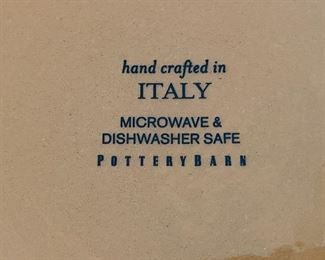 hand crafted in
ITALY
MICROWAVE &
DISHWASHER SAFE
POTTERYBARN